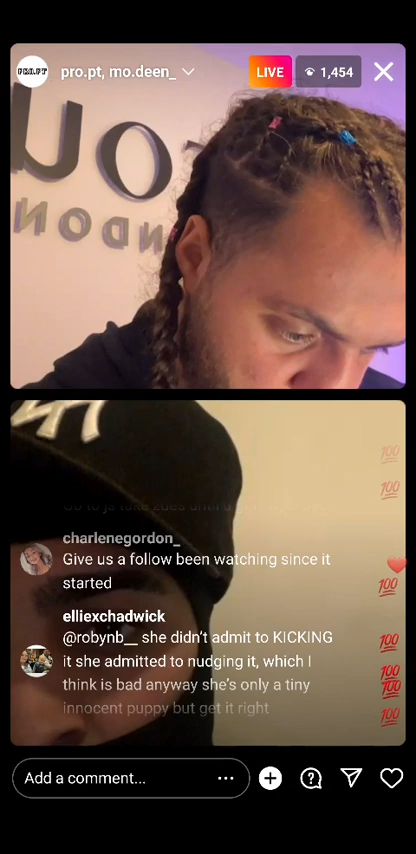 PRO.PT
pro.pt, mo.deen_
LIVE
1,454
charlenegordon_
Give us a follow been watching since it
started
elliexchadwick
@robynb__ she didn't admit to KICKING
it she admitted to nudging it, which I
think is bad anyway she's only a tiny
innocent puppy but get it right
Add a comment...